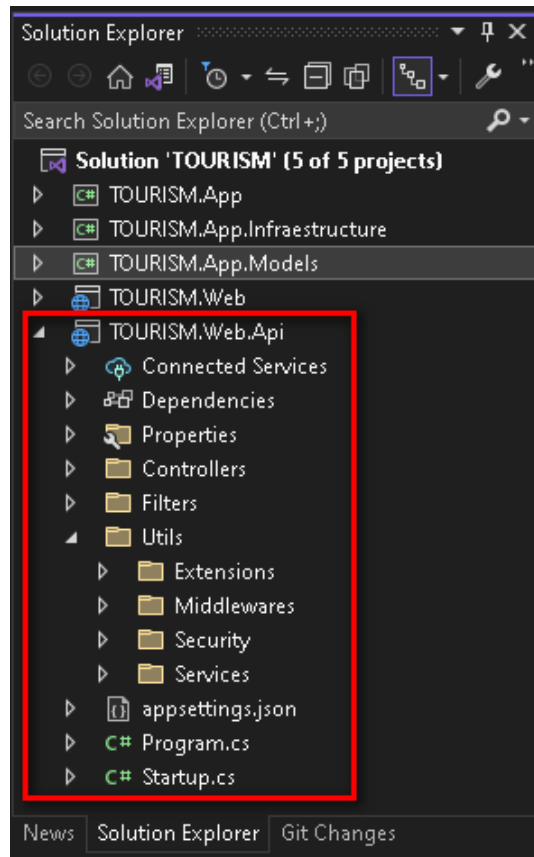 Solution Explorer
Search Solution Explorer (Ctrl+;)
Solution 'TOURISM' (5 of 5 projects)
C# TOURISM.App
C# TOURISM.App.Infraestructure
C# TOURISM.App.Models
TOURISM.Web
TOURISM.Web.Api
Connected Services
Dependencies
Properties
Controllers
Filters
Utils
Extensions
Middlewares
Security
Services
appsettings.json
C# Program.cs
C# Startup.cs
News Solution Explorer Git Changes